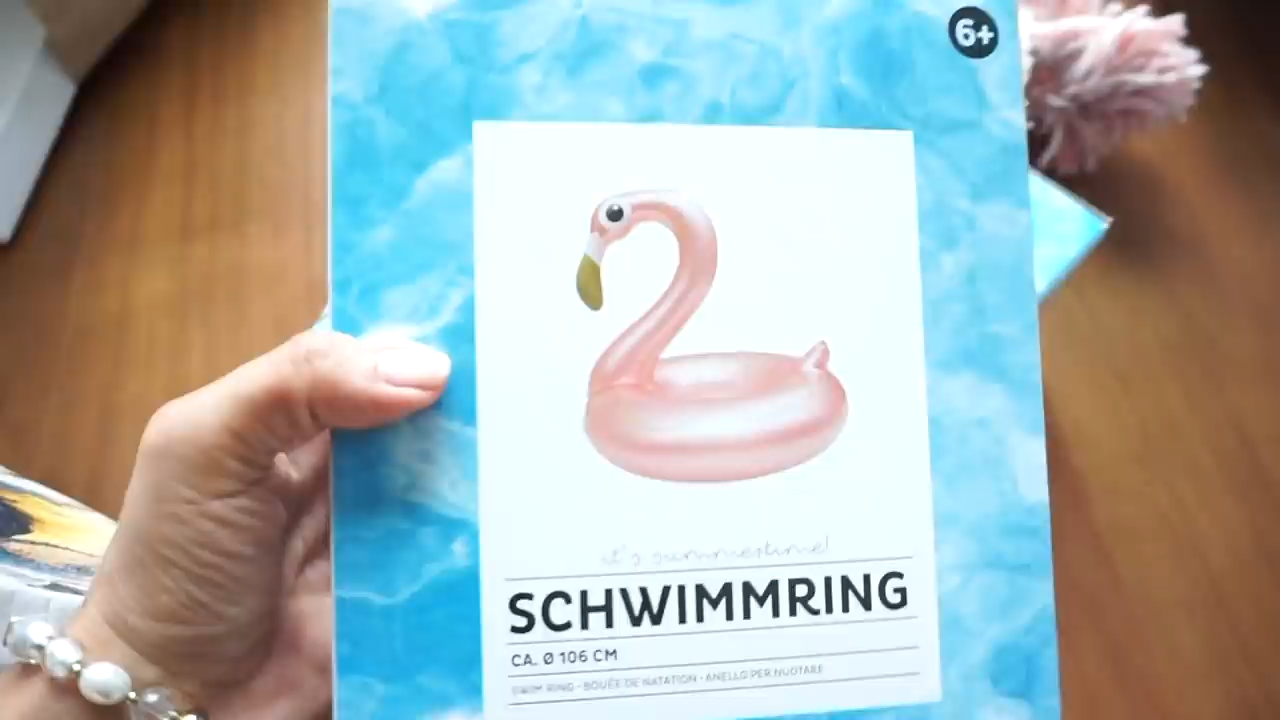 6+
it's summertime!
SCHWIMMRING
CA. Ø 106 CM
SWIM RING · BOUÉE DE NATATION · ANELLO PER NUOTARE